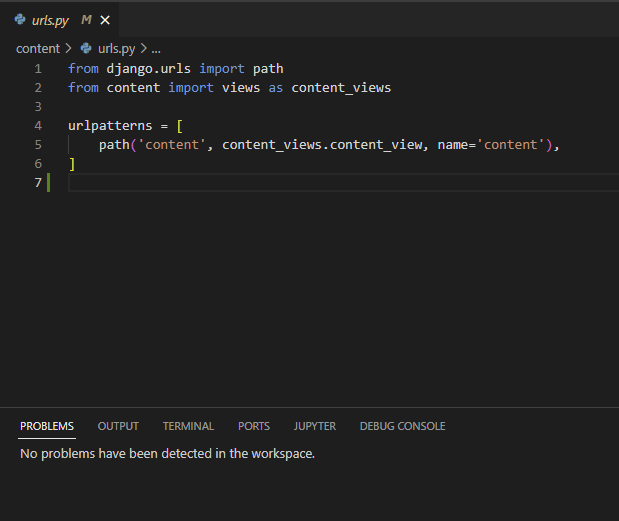 urls.py M
content > urls.py > ...
1 from django.urls import path
2 from content import views as content_views
3
4 urlpatterns = [
5     path('content', content_views.content_view, name='content'),
6 ]
7
PROBLEMS OUTPUT TERMINAL PORTS JUPYTER DEBUG CONSOLE
No problems have been detected in the workspace.